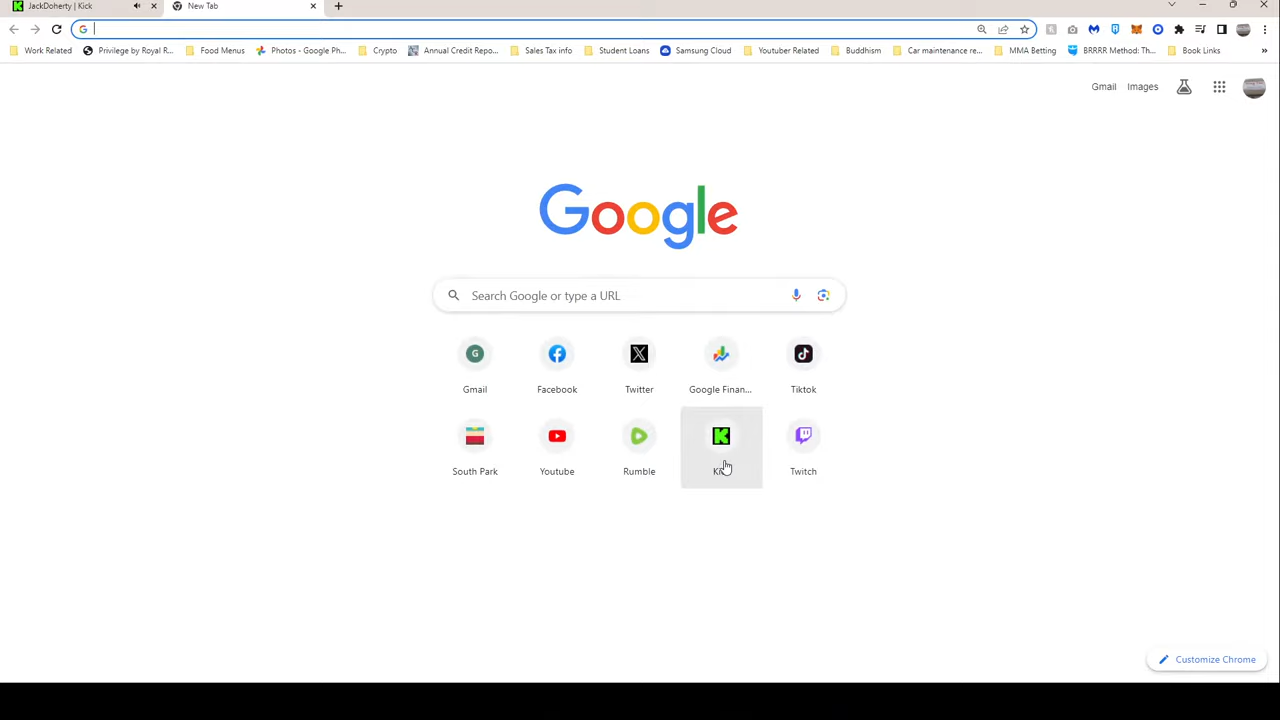 JackDoherty | Kick
New Tab
Work Related
Privilege by Royal R...
Food Menus
Photos - Google Ph...
Crypto
Annual Credit Repo...
Sales Tax info
Student Loans
Samsung Cloud
Youtuber Related
Buddhism
Car maintenance re...
MMA Betting
BRRRR Method: Th...
Book Links
»
Gmail
Images
Google
Search Google or type a URL
G
Gmail
Facebook
Twitter
Google Finan...
Tiktok
South Park
Youtube
Rumble
Twitch
Customize Chrome